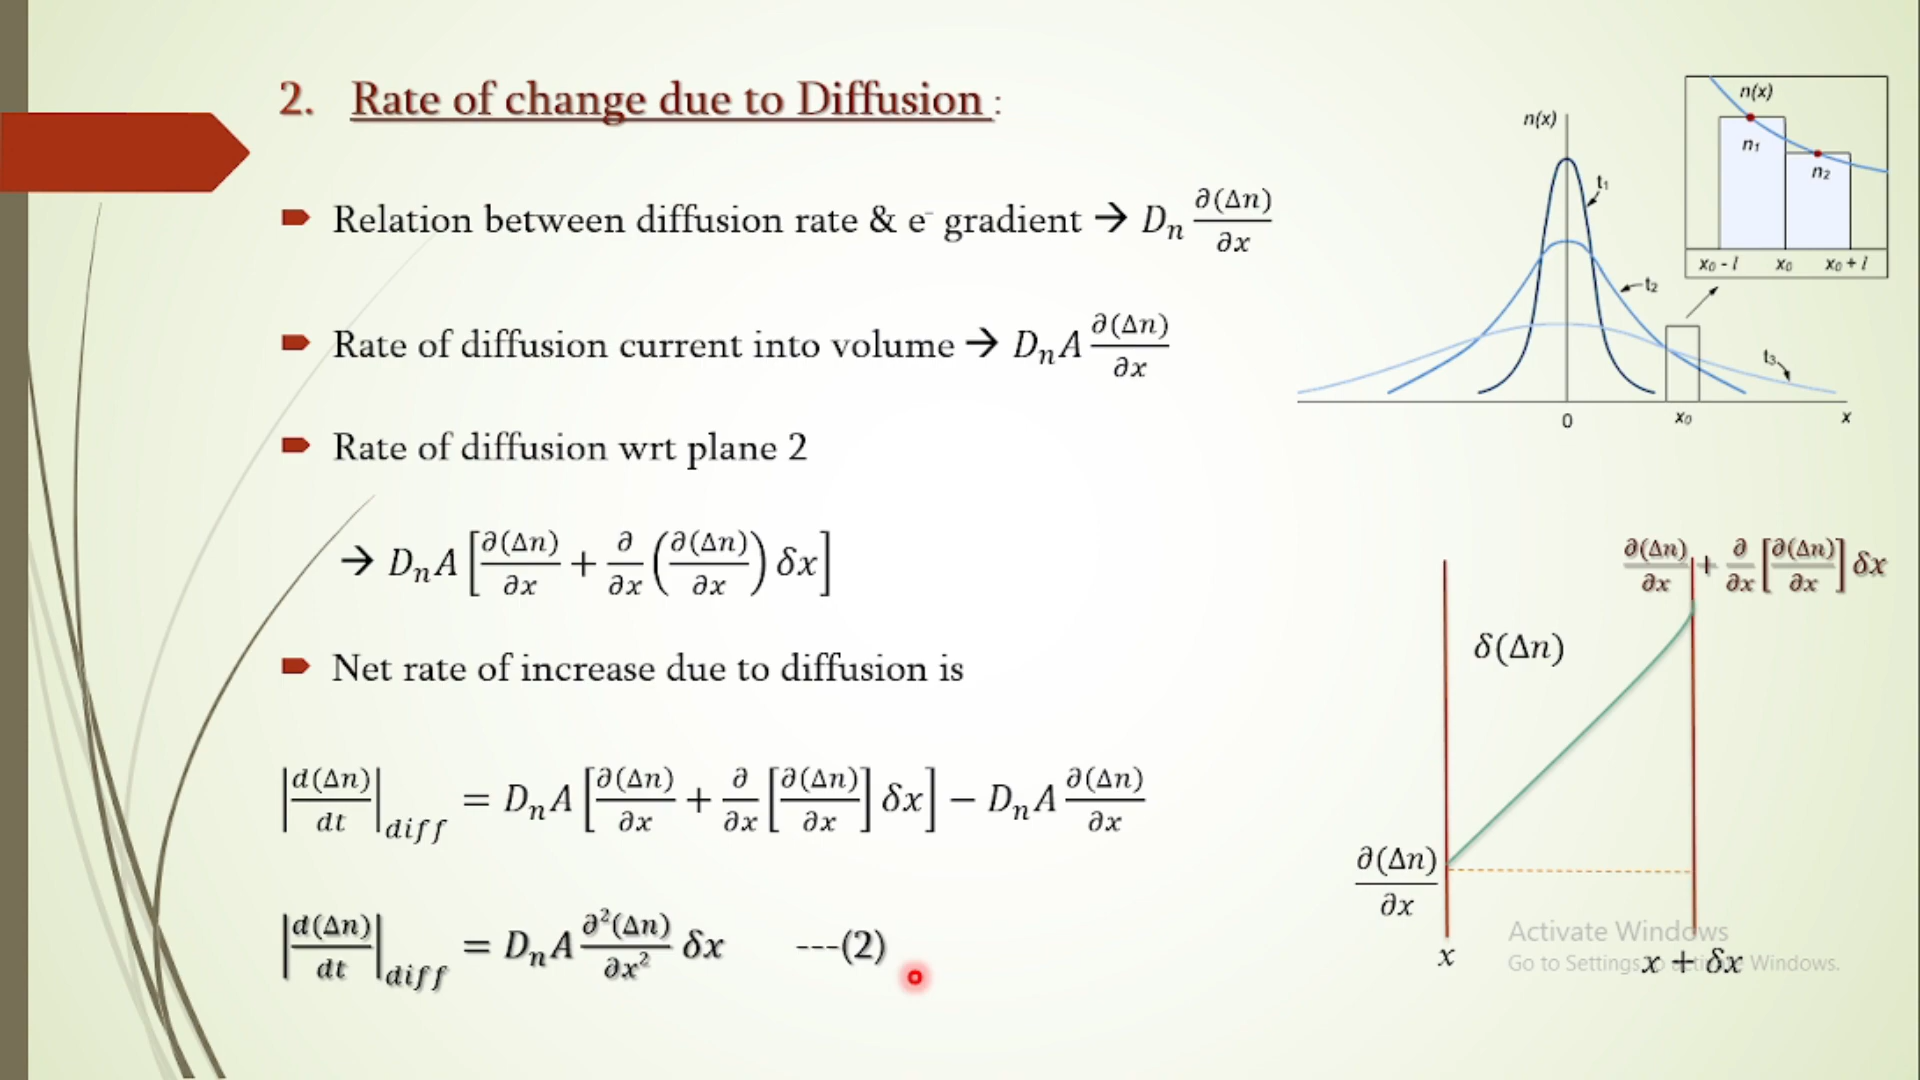 2. Rate of change due to Diffusion :
Relation between diffusion rate & e⁻ gradient → Dₙ ∂(Δn)/∂x
Rate of diffusion current into volume → DₙA ∂(Δn)/∂x
Rate of diffusion wrt plane 2
→ DₙA [∂(Δn)/∂x + ∂/∂x (∂(Δn)/∂x) δx]
Net rate of increase due to diffusion is
|d(Δn)/dt|diff = DₙA [∂(Δn)/∂x + ∂/∂x [∂(Δn)/∂x] δx] − DₙA ∂(Δn)/∂x
|d(Δn)/dt|diff = DₙA ∂²(Δn)/∂x² δx ---(2)
n(x)
t₁
t₂
t₃
0
x₀
x
n(x)
n₁
n₂
x₀ - l x₀ x₀ + l
∂(Δn)/∂x + ∂/∂x [∂(Δn)/∂x] δx
δ(Δn)
∂(Δn)/∂x
x
x + δx
Activate Windows
Go to Settings to activate Windows.